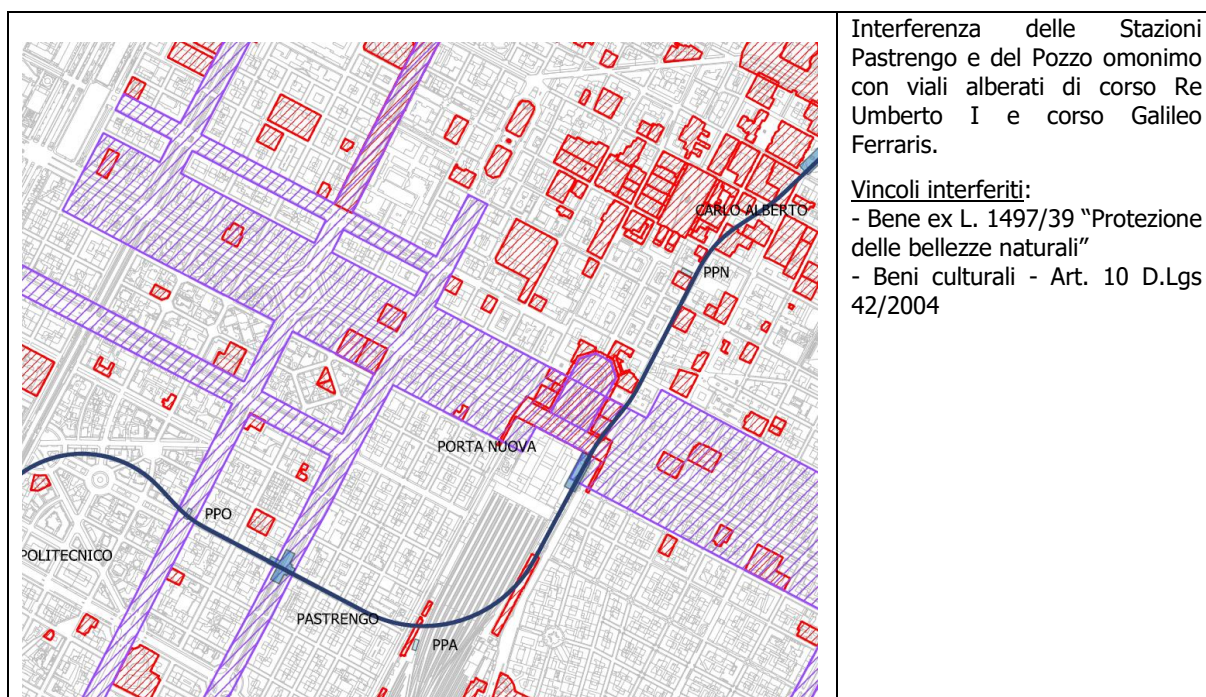 CARLO ALBERTO
PPN
PORTA NUOVA
PPO
POLITECNICO
PASTRENGO
PPA
Interferenza delle Stazioni
Pastrengo e del Pozzo omonimo
con viali alberati di corso Re
Umberto I e corso Galileo
Ferraris.
Vincoli interferiti:
- Bene ex L. 1497/39 “Protezione
delle bellezze naturali”
- Beni culturali - Art. 10 D.Lgs
42/2004